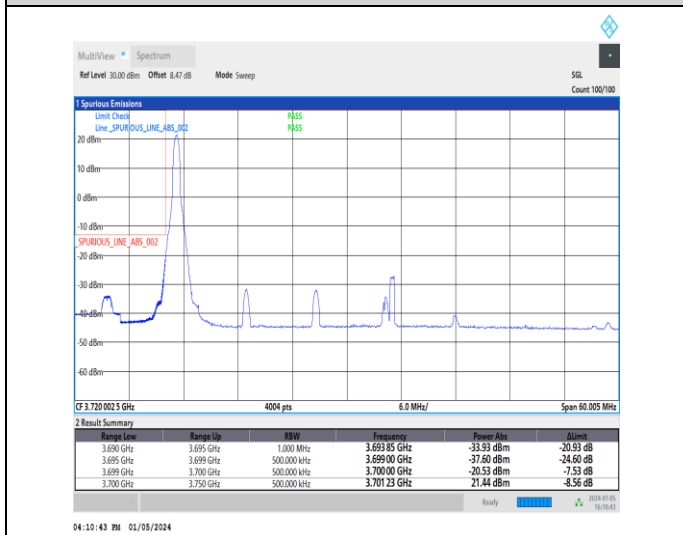 MultiView Spectrum
Ref Level 30.00 dBm Offset 8.47 dB Mode Sweep SGL
Count 100/100
1 Spurious Emissions
Limit Check PASS
Line _SPURIOUS_LINE_ABS_002 PASS
20 dBm
10 dBm
0 dBm
-10 dBm
_SPURIOUS_LINE_ABS_002
-20 dBm
-30 dBm
-40 dBm
-50 dBm
-60 dBm
CF 3.720 002 5 GHz 4004 pts 6.0 MHz/ Span 60.005 MHz
2 Result Summary
Range Low Range Up RBW Frequency Power Abs ΔLimit
3.690 GHz 3.695 GHz 1.000 MHz 3.693 85 GHz -33.93 dBm -20.93 dB
3.695 GHz 3.699 GHz 500.000 kHz 3.699 00 GHz -37.60 dBm -24.60 dB
3.699 GHz 3.700 GHz 500.000 kHz 3.700 00 GHz -20.53 dBm -7.53 dB
3.700 GHz 3.750 GHz 500.000 kHz 3.701 23 GHz 21.44 dBm -8.56 dB
Ready 2024-01-05
16:10:43
04:10:43 PM 01/05/2024